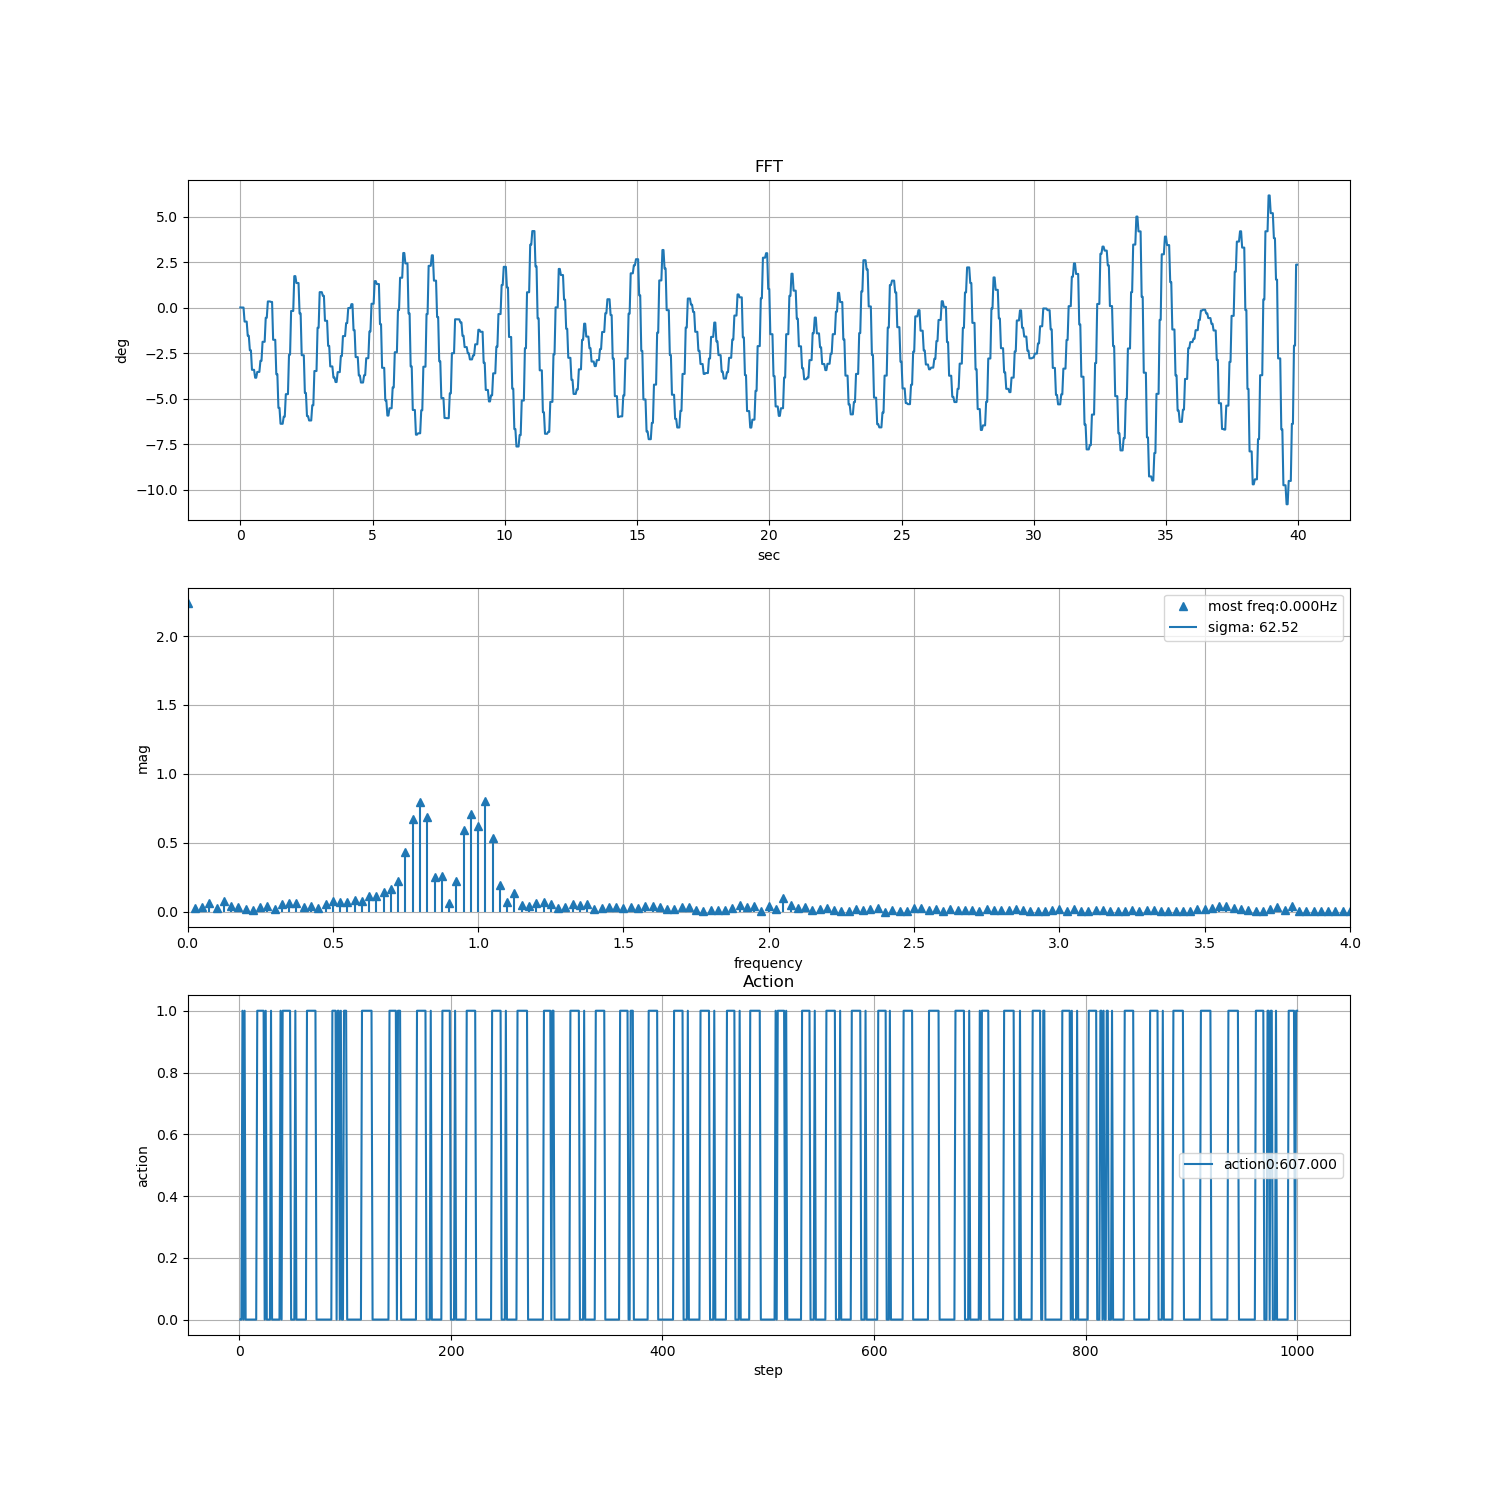 FFT
5.0
2.5
0.0
−2.5
−5.0
−7.5
−10.0
deg
0 5 10 15 20 25 30 35 40
sec
most freq:0.000Hz
sigma: 62.52
2.0
1.5
1.0
0.5
0.0
mag
0.0 0.5 1.0 1.5 2.0 2.5 3.0 3.5 4.0
frequency
Action
1.0
0.8
0.6
0.4
0.2
0.0
action
action0:607.000
0 200 400 600 800 1000
step